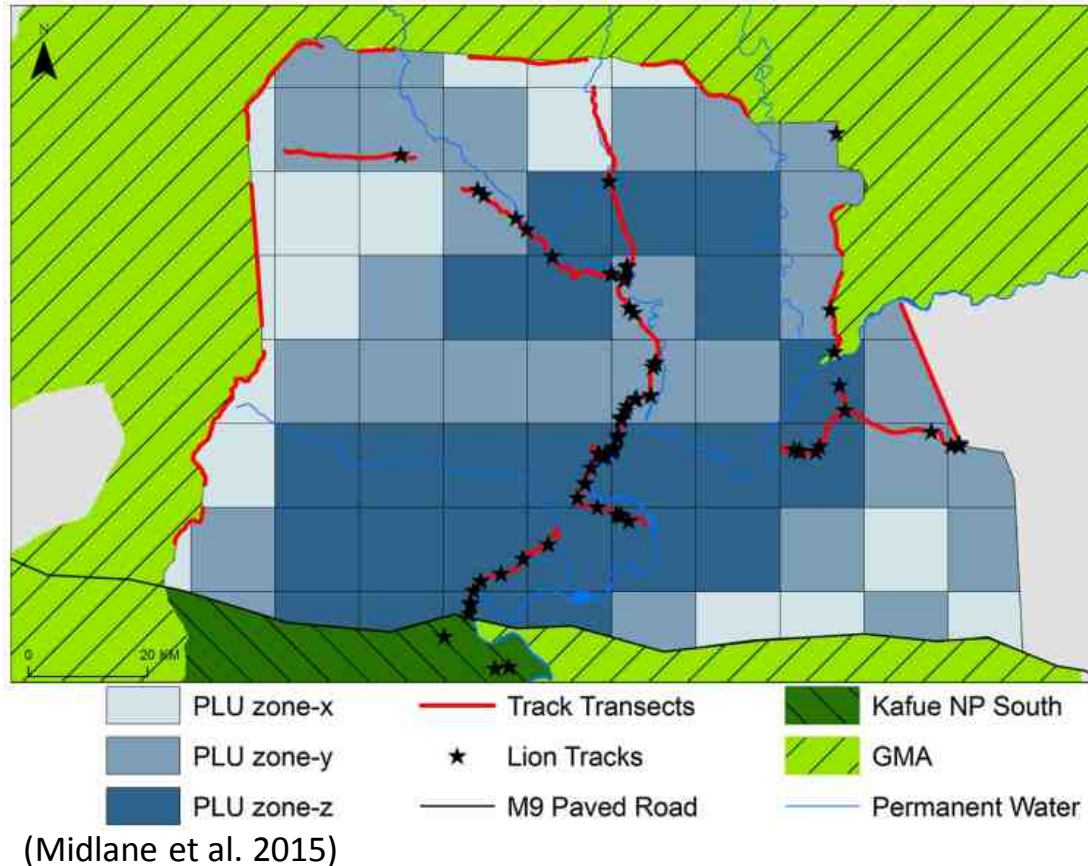 N
0 20 KM
PLU zone-x Track Transects Kafue NP South
PLU zone-y Lion Tracks GMA
PLU zone-z M9 Paved Road Permanent Water
(Midlane et al. 2015)